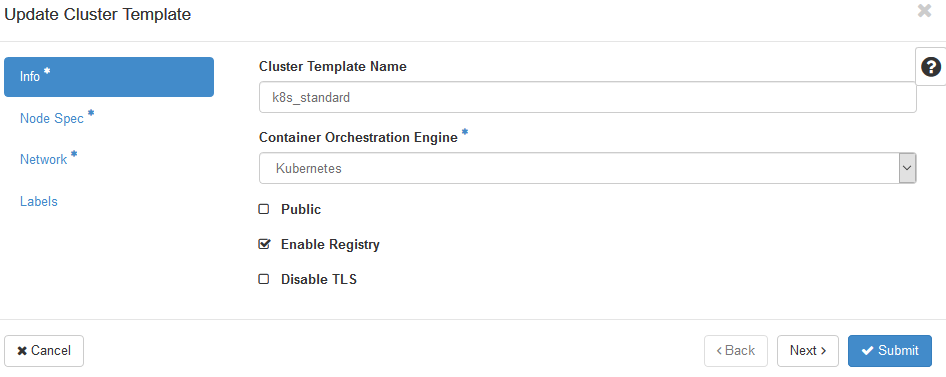 Update Cluster Template
Info *
Node Spec *
Network *
Labels
Cluster Template Name
k8s_standard
Container Orchestration Engine *
Kubernetes
Public
Enable Registry
Disable TLS
Cancel
Back
Next
Submit